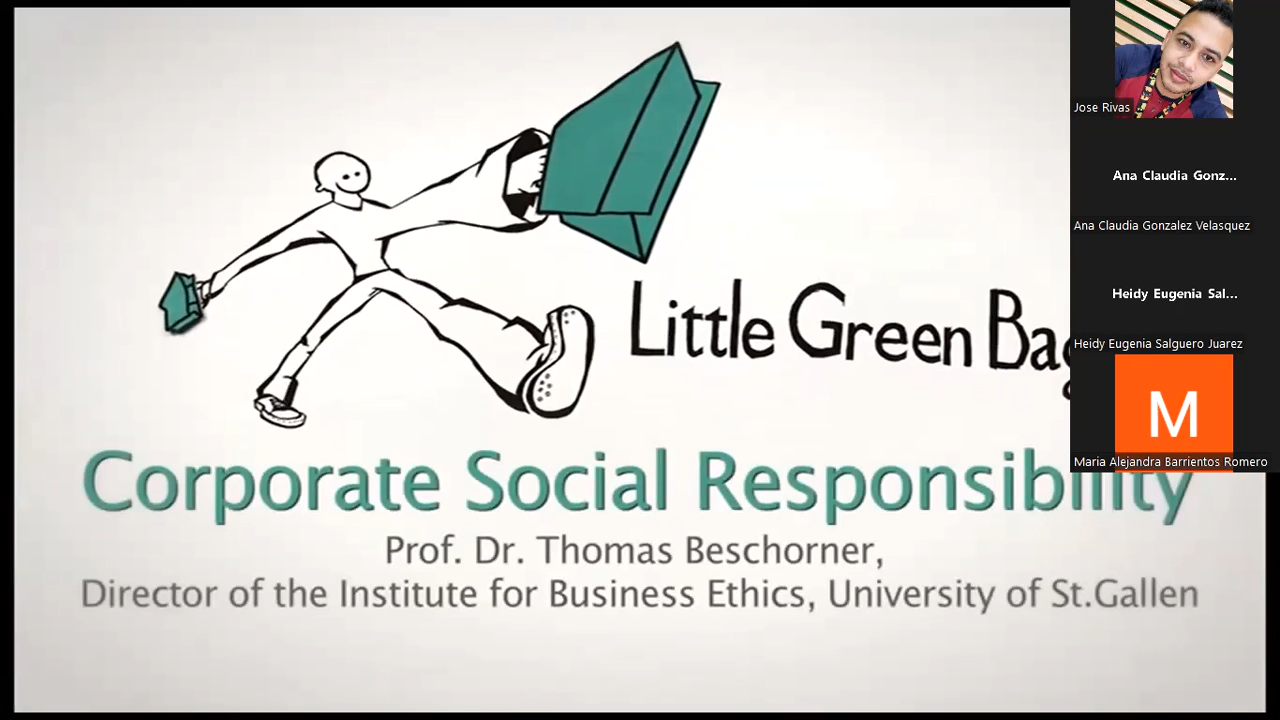 Little Green Bag
Corporate Social Responsibility
Prof. Dr. Thomas Beschorner,
Director of the Institute for Business Ethics, University of St.Gallen
Jose Rivas
Ana Claudia Gonz...
Ana Claudia Gonzalez Velasquez
Heidy Eugenia Sal...
Heidy Eugenia Salguero Juarez
M
Maria Alejandra Barrientos Romero